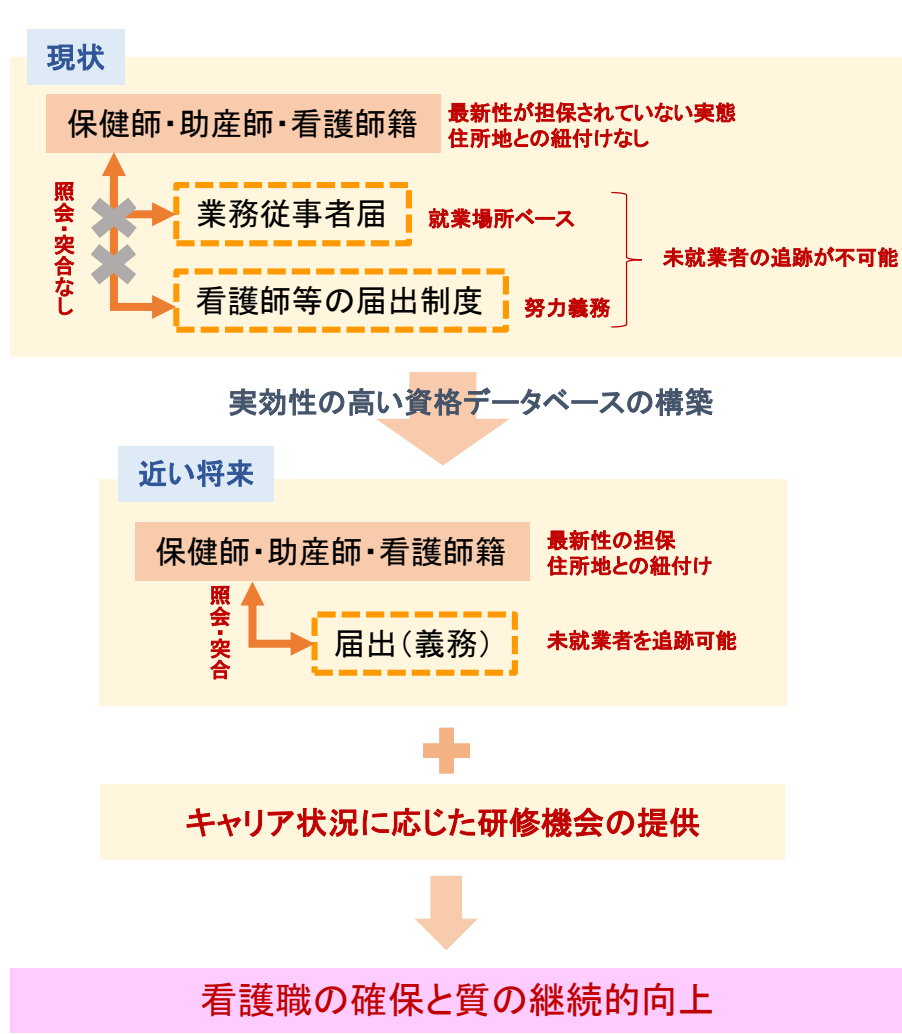 現状
保健師・助産師・看護師籍
最新性が担保されていない実態
住所地との紐付けなし
照会・突合なし
業務従事者届
就業場所ベース
看護師等の届出制度
努力義務
未就業者の追跡が不可能
実効性の高い資格データベースの構築
近い将来
保健師・助産師・看護師籍
最新性の担保
住所地との紐付け
照会・突合
届出（義務）
未就業者を追跡可能
キャリア状況に応じた研修機会の提供
看護職の確保と質の継続的向上